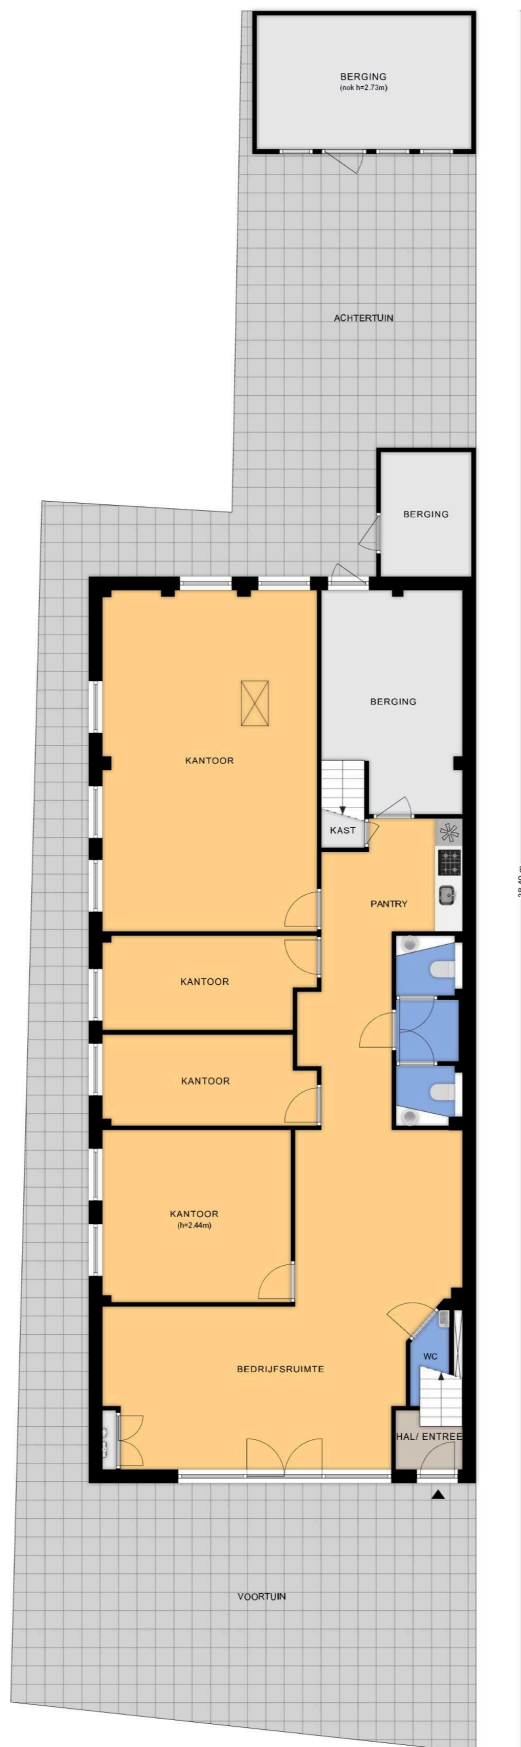 BERGING
(nok h=2.73m)
ACHTERTUIN
BERGING
BERGING
KANTOOR
KAST
PANTRY
KANTOOR
KANTOOR
KANTOOR
(h=2.44m)
WC
BEDRIJFSRUIMTE
HAL/ ENTREE
VOORTUIN